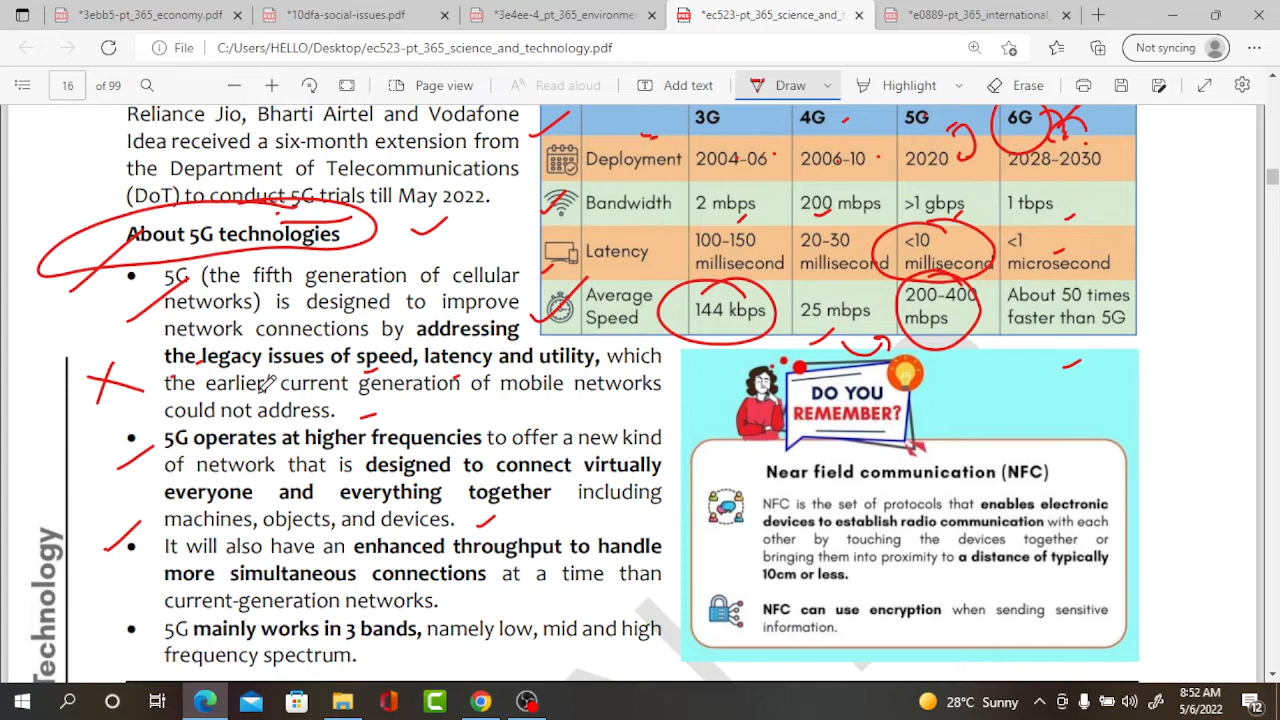 *3ebb5-pt_365_economy.pdf
*10dfa-social-issues.pdf
*3e4ee-4_pt_365_environme
*ec523-pt_365_science_and_t
*e0889-pt_365_international_
File
C:/Users/HELLO/Desktop/ec523-pt_365_science_and_technology.pdf
Not syncing
16 of 99
Page view
Read aloud
Add text
Draw
Highlight
Erase
Reliance Jio, Bharti Airtel and Vodafone
Idea received a six-month extension from
the Department of Telecommunications
(DoT) to conduct 5G trials till May 2022.
About 5G technologies
• 5G (the fifth generation of cellular
networks) is designed to improve
network connections by addressing
the legacy issues of speed, latency and utility, which
the earlier current generation of mobile networks
could not address.
• 5G operates at higher frequencies to offer a new kind
of network that is designed to connect virtually
everyone and everything together including
machines, objects, and devices.
• It will also have an enhanced throughput to handle
more simultaneous connections at a time than
current-generation networks.
• 5G mainly works in 3 bands, namely low, mid and high
frequency spectrum.
Technology
3G 4G 5G 6G
Deployment 2004-06 2006-10 2020 2028-2030
Bandwidth 2 mbps 200 mbps >1 gbps 1 tbps
Latency 100-150 millisecond 20-30 millisecond <10 millisecond <1 microsecond
Average Speed 144 kbps 25 mbps 200-400 mbps About 50 times faster than 5G
DO YOU
REMEMBER?
Near field communication (NFC)
NFC is the set of protocols that enables electronic
devices to establish radio communication with each
other by touching the devices together or
bringing them into proximity to a distance of typically
10cm or less.
NFC can use encryption when sending sensitive
information.
28°C Sunny
8:52 AM
5/6/2022
12